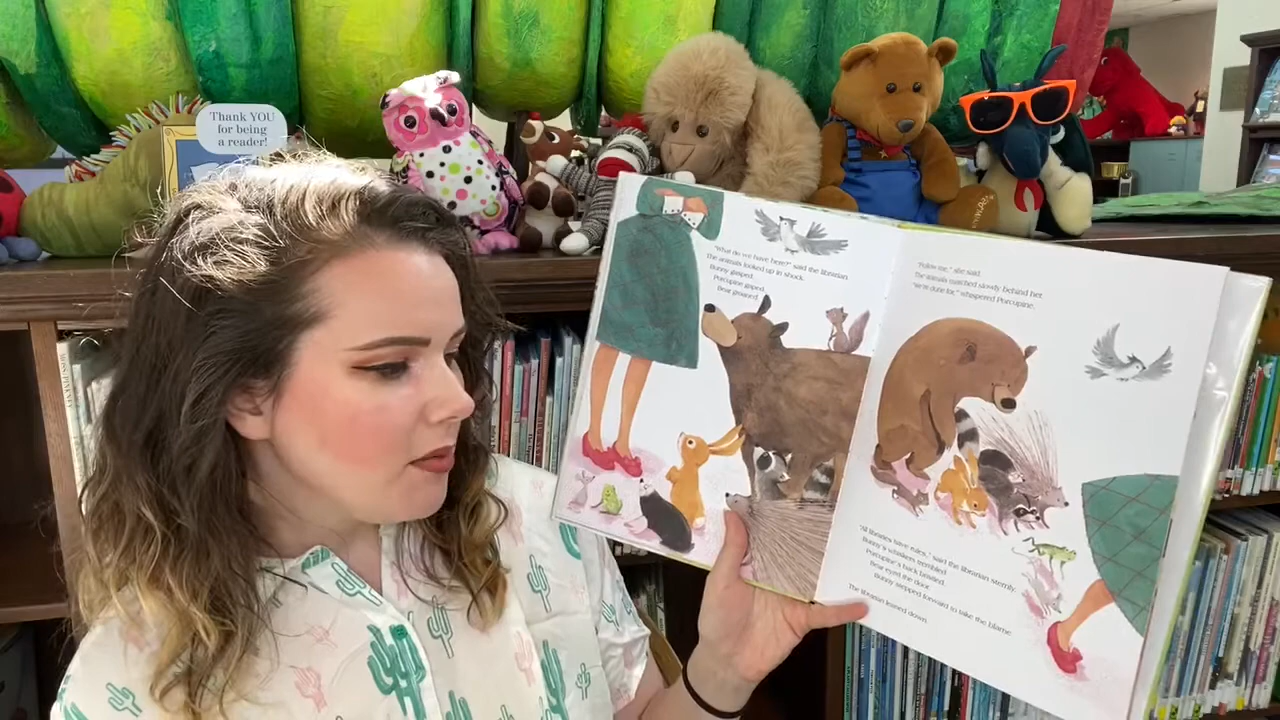 Thank YOU
for being
a reader!
"What do we have here?" said the librarian.
The animals looked up in shock.
Bunny gasped.
Porcupine gaped.
Bear groaned.
"Follow me," she said.
The animals marched slowly behind her.
"We're done for," whispered Porcupine.
"All libraries have rules," said the librarian sternly.
Bunny's whiskers trembled.
Porcupine's back bristled.
Bear eyed the door.
Bunny stepped forward to take the blame.
The librarian leaned down.